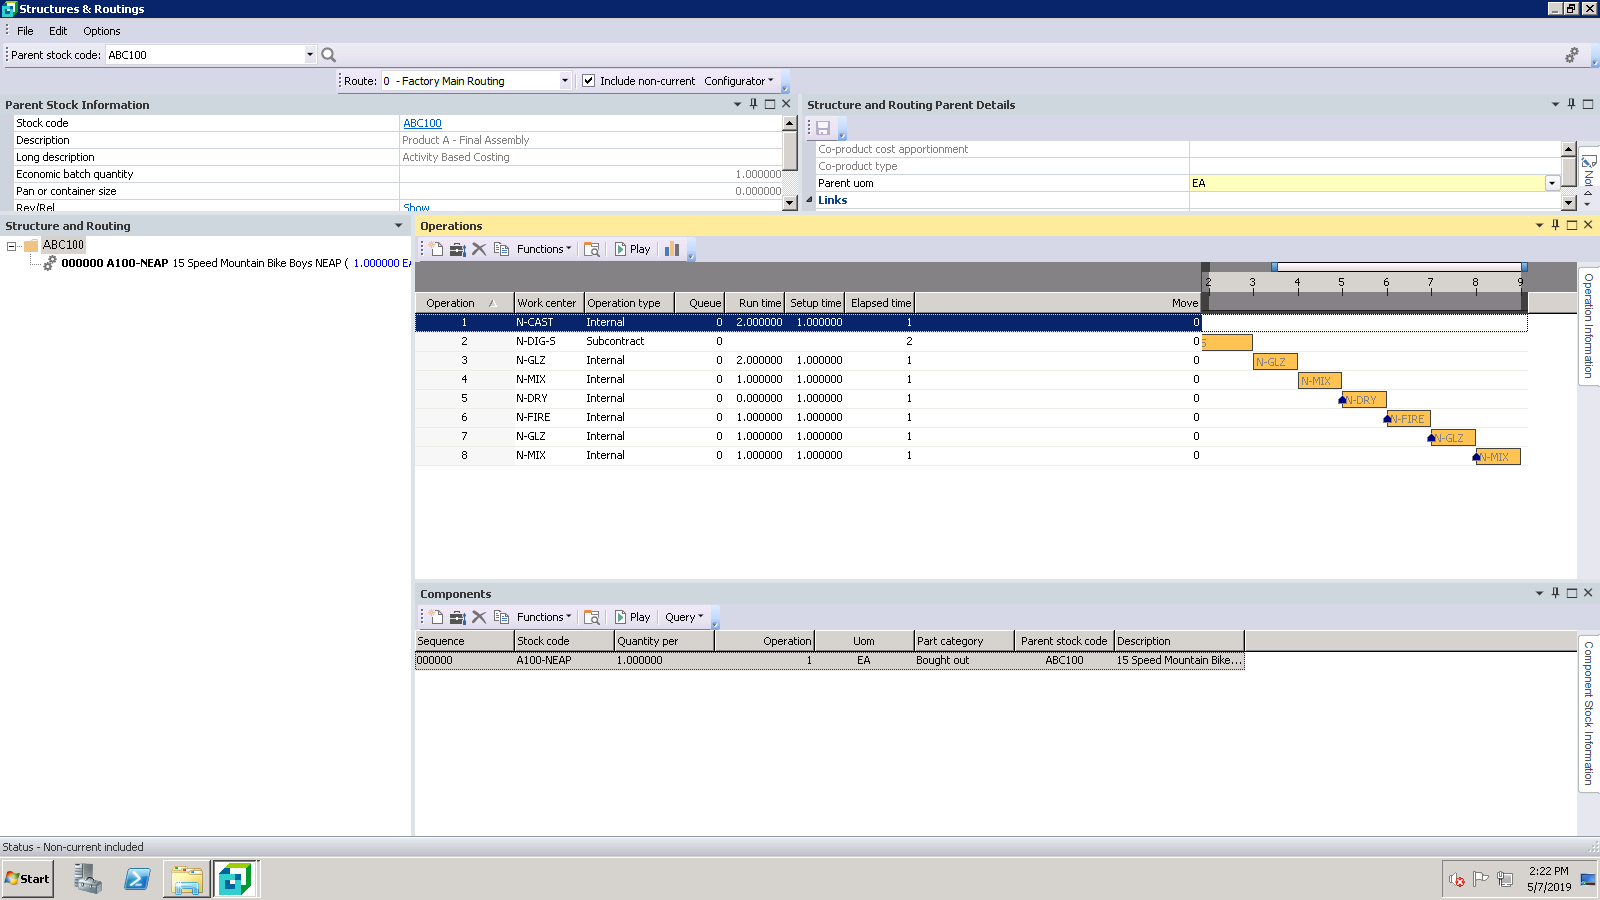 Structures & Routings
File Edit Options
Parent stock code: ABC100
Route: 0 - Factory Main Routing Include non-current Configurator
Parent Stock Information
Stock code ABC100
Description Product A - Final Assembly
Long description Activity Based Costing
Economic batch quantity 1.000000
Pan or container size 0.000000
Rev/Rel Show
Structure and Routing Parent Details
Co-product cost apportionment
Co-product type
Parent uom EA
Links
Structure and Routing
ABC100
000000 A100-NEAP 15 Speed Mountain Bike Boys NEAP ( 1.000000 EA
Operations
Functions Play
2 3 4 5 6 7 8 9
Operation Work center Operation type Queue Run time Setup time Elapsed time Move
1 N-CAST Internal 0 2.000000 1.000000 1 0
2 N-DIG-S Subcontract 0 2 0 S
3 N-GLZ Internal 0 2.000000 1.000000 1 0 N-GLZ
4 N-MIX Internal 0 1.000000 1.000000 1 0 N-MIX
5 N-DRY Internal 0 0.000000 1.000000 1 0 N-DRY
6 N-FIRE Internal 0 1.000000 1.000000 1 0 N-FIRE
7 N-GLZ Internal 0 1.000000 1.000000 1 0 N-GLZ
8 N-MIX Internal 0 1.000000 1.000000 1 0 N-MIX
Components
Functions Play Query
Sequence Stock code Quantity per Operation Uom Part category Parent stock code Description
000000 A100-NEAP 1.000000 1 EA Bought out ABC100 15 Speed Mountain Bike...
Not
Operation Information
Component Stock Information
Status - Non-current included
Start
2:22 PM
5/7/2019